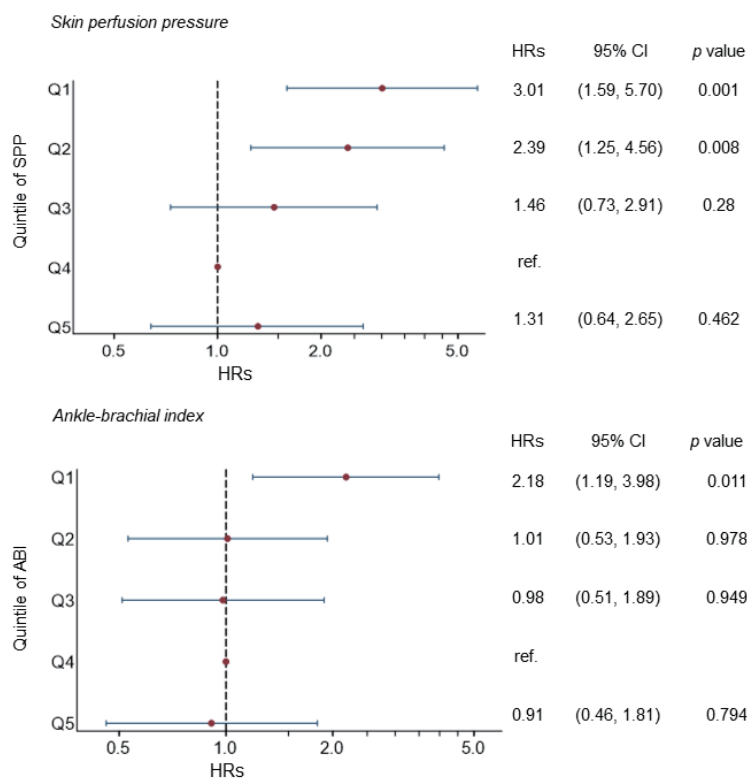 Skin perfusion pressure
HRs 95% CI p value
Q1 3.01 (1.59, 5.70) 0.001
Q2 2.39 (1.25, 4.56) 0.008
Q3 1.46 (0.73, 2.91) 0.28
Q4 ref.
Q5 1.31 (0.64, 2.65) 0.462
Quintile of SPP
0.5 1.0 2.0 5.0
HRs
Ankle-brachial index
HRs 95% CI p value
Q1 2.18 (1.19, 3.98) 0.011
Q2 1.01 (0.53, 1.93) 0.978
Q3 0.98 (0.51, 1.89) 0.949
Q4 ref.
Q5 0.91 (0.46, 1.81) 0.794
Quintile of ABI
0.5 1.0 2.0 5.0
HRs